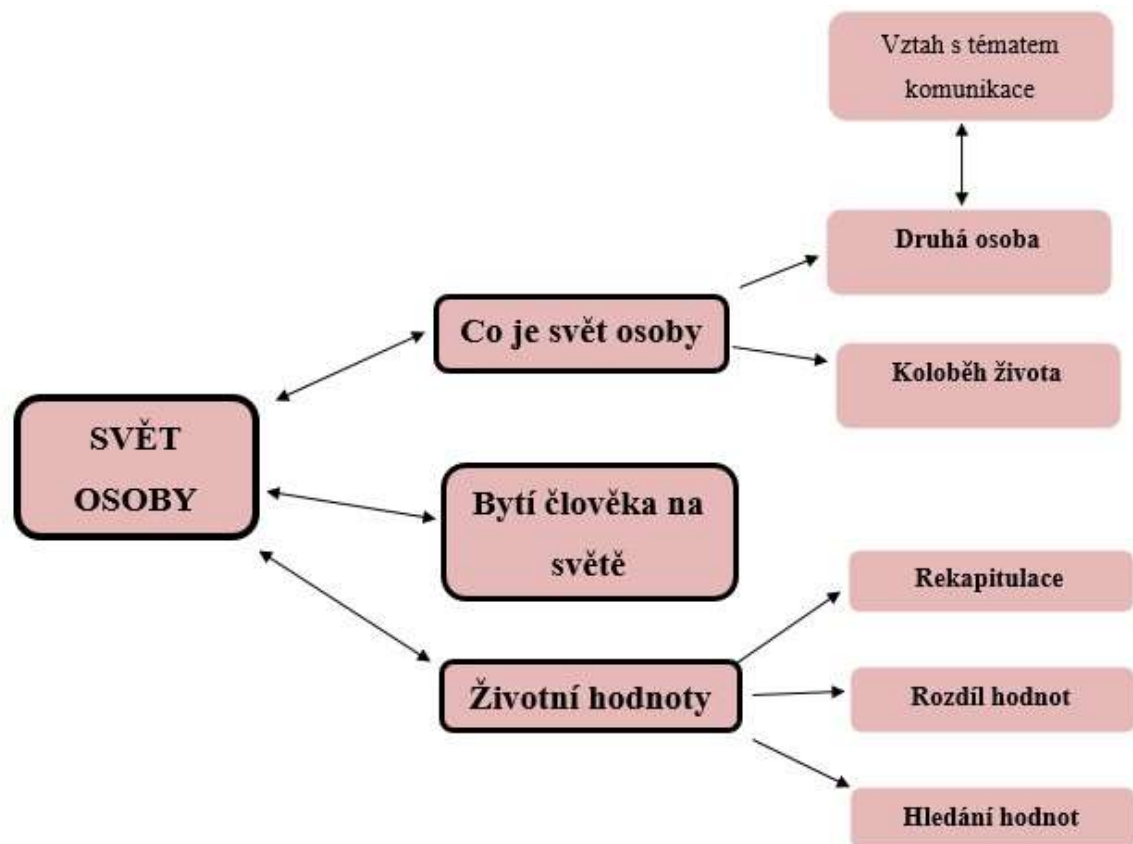 Vztah s tématem
komunikace
Druhá osoba
Co je svět osoby
Koloběh života
SVĚT
OSOBY
Bytí člověka na
světě
Rekapitulace
Životní hodnoty
Rozdíl hodnot
Hledání hodnot